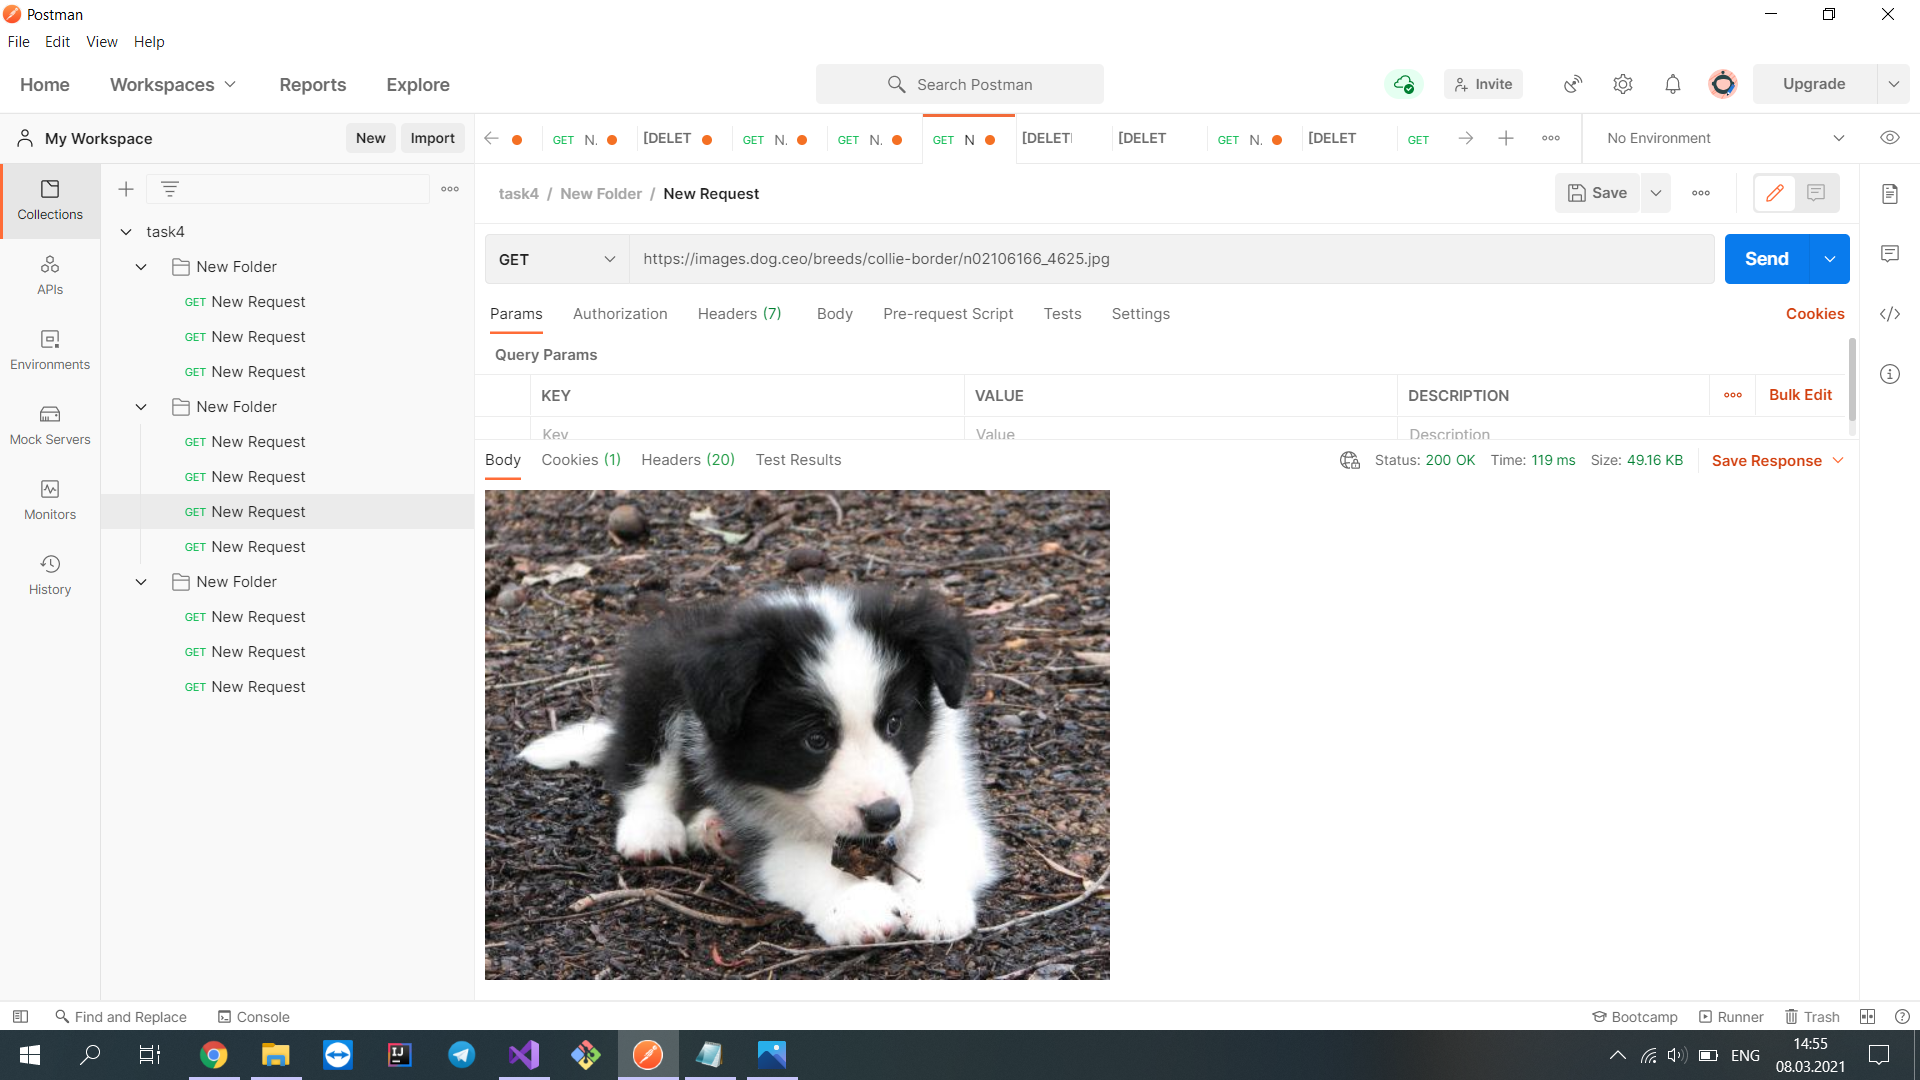 Postman
File Edit View Help
Home Workspaces Reports Explore
Search Postman
Invite
Upgrade
My Workspace New Import
GET N. [DELET GET N. GET N. GET N [DELETI [DELET GET N. [DELET GET
No Environment
task4 / New Folder / New Request
Save
GET https://images.dog.ceo/breeds/collie-border/n02106166_4625.jpg Send
Params Authorization Headers (7) Body Pre-request Script Tests Settings Cookies
Query Params
KEY VALUE DESCRIPTION Bulk Edit
Key Value Description
Body Cookies (1) Headers (20) Test Results
Status: 200 OK Time: 119 ms Size: 49.16 KB Save Response
Collections
APIs
Environments
Mock Servers
Monitors
History
task4
New Folder
GET New Request
GET New Request
GET New Request
New Folder
GET New Request
GET New Request
GET New Request
GET New Request
New Folder
GET New Request
GET New Request
GET New Request
Find and Replace Console
Bootcamp Runner Trash
ENG
14:55
08.03.2021